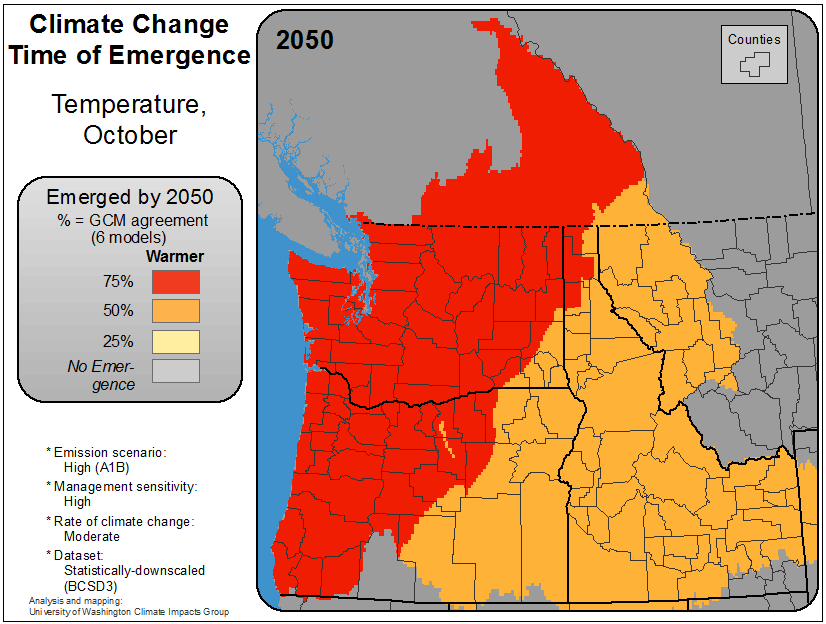 Climate Change
Time of Emergence
Temperature,
October
Emerged by 2050
% = GCM agreement
(6 models)
Warmer
75%
50%
25%
No Emer-
gence
* Emission scenario:
High (A1B)
* Management sensitivity:
High
* Rate of climate change:
Moderate
* Dataset:
Statistically-downscaled
(BCSD3)
Analysis and mapping:
University of Washington Climate Impacts Group
2050
Counties